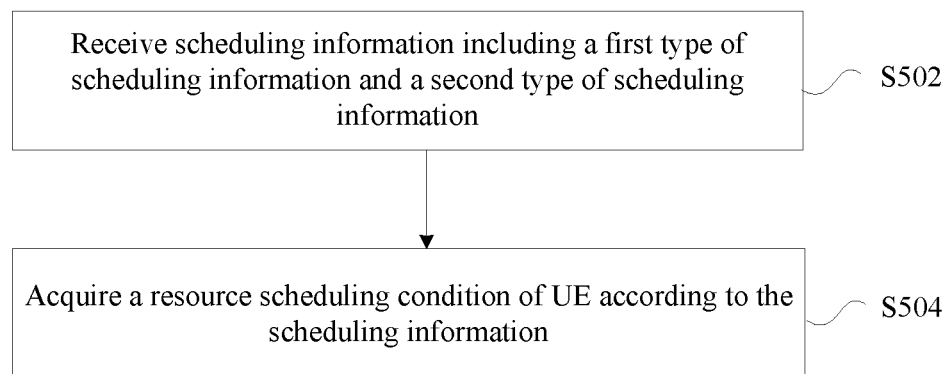 Receive scheduling information including a first type of
scheduling information and a second type of scheduling
information
S502
Acquire a resource scheduling condition of UE according to the
scheduling information
S504